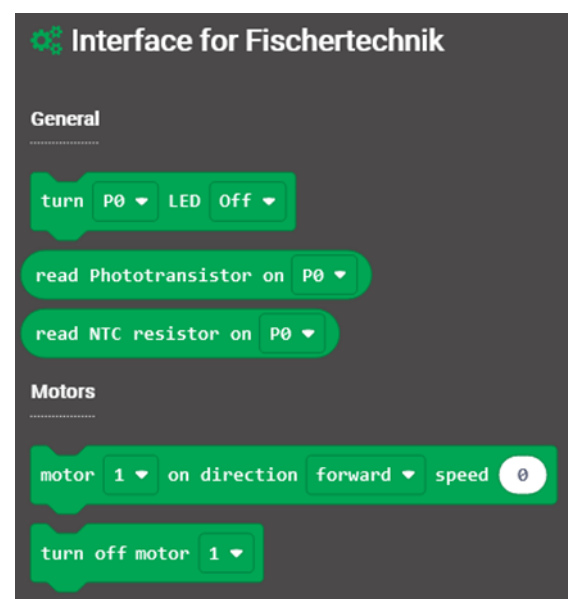 Interface for Fischertechnik
General
turn P0 LED Off
read Phototransistor on P0
read NTC resistor on P0
Motors
motor 1 on direction forward speed 0
turn off motor 1